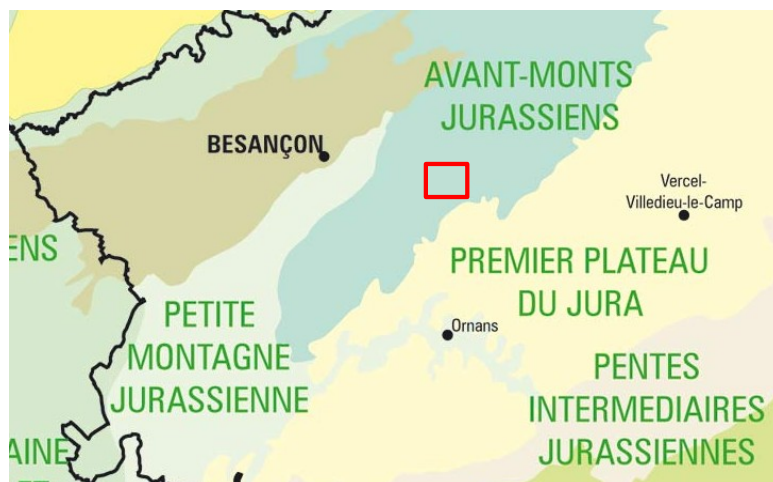 AVANT-MONTS
JURASSIENS
BESANÇON
Vercel-
Villedieu-le-Camp
ENS
PREMIER PLATEAU
DU JURA
PETITE
MONTAGNE
JURASSIENNE
Ornans
PENTES
INTERMEDIAIRES
JURASSIENNES
AINE
ET